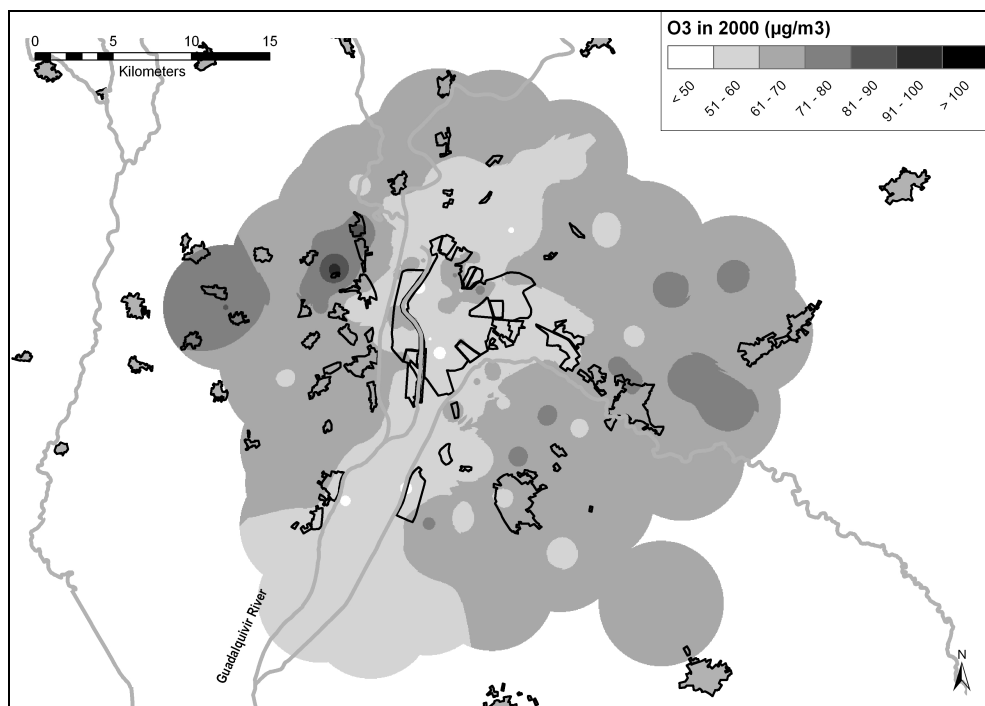 O3 in 2000 (µg/m3)
< 50
51 - 60
61 - 70
71 - 80
81 - 90
91 - 100
> 100
0 5 10 15
Kilometers
Guadalquivir River
N